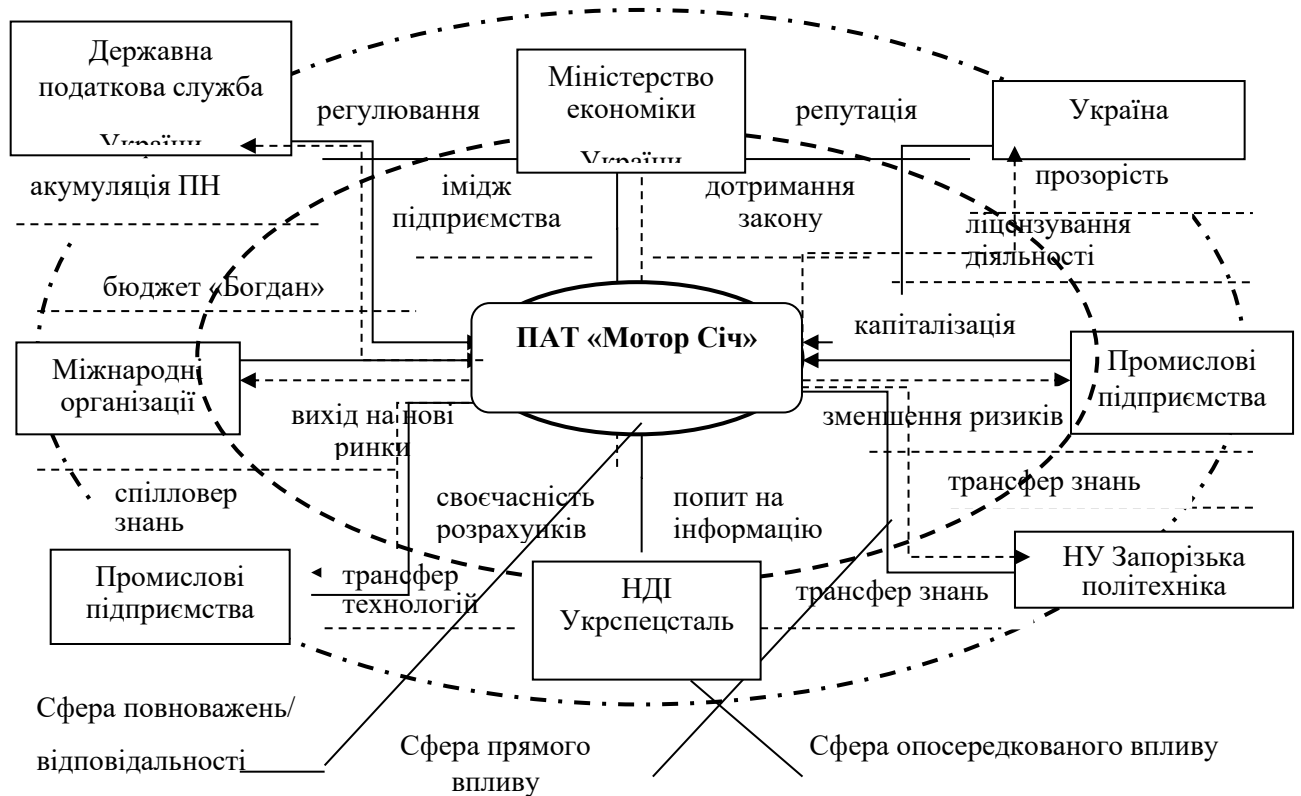 Державна
податкова служба
України
Міністерство
економіки
України
Україна
регулювання
репутація
акумуляція ПН
імідж
підприємства
дотримання
закону
прозорість
ліцензування
діяльності
бюджет «Богдан»
ПАТ «Мотор Січ»
капіталізація
Міжнародні
організації
Промислові
підприємства
вихід на нові
ринки
зменшення ризиків
спілловер
знань
своєчасність
розрахунків
попит на
інформацію
трансфер знань
Промислові
підприємства
трансфер
технологій
НДІ
Укрспецсталь
трансфер знань
НУ Запорізька
політехніка
Сфера повноважень/
відповідальності
Сфера прямого
впливу
Сфера опосередкованого впливу